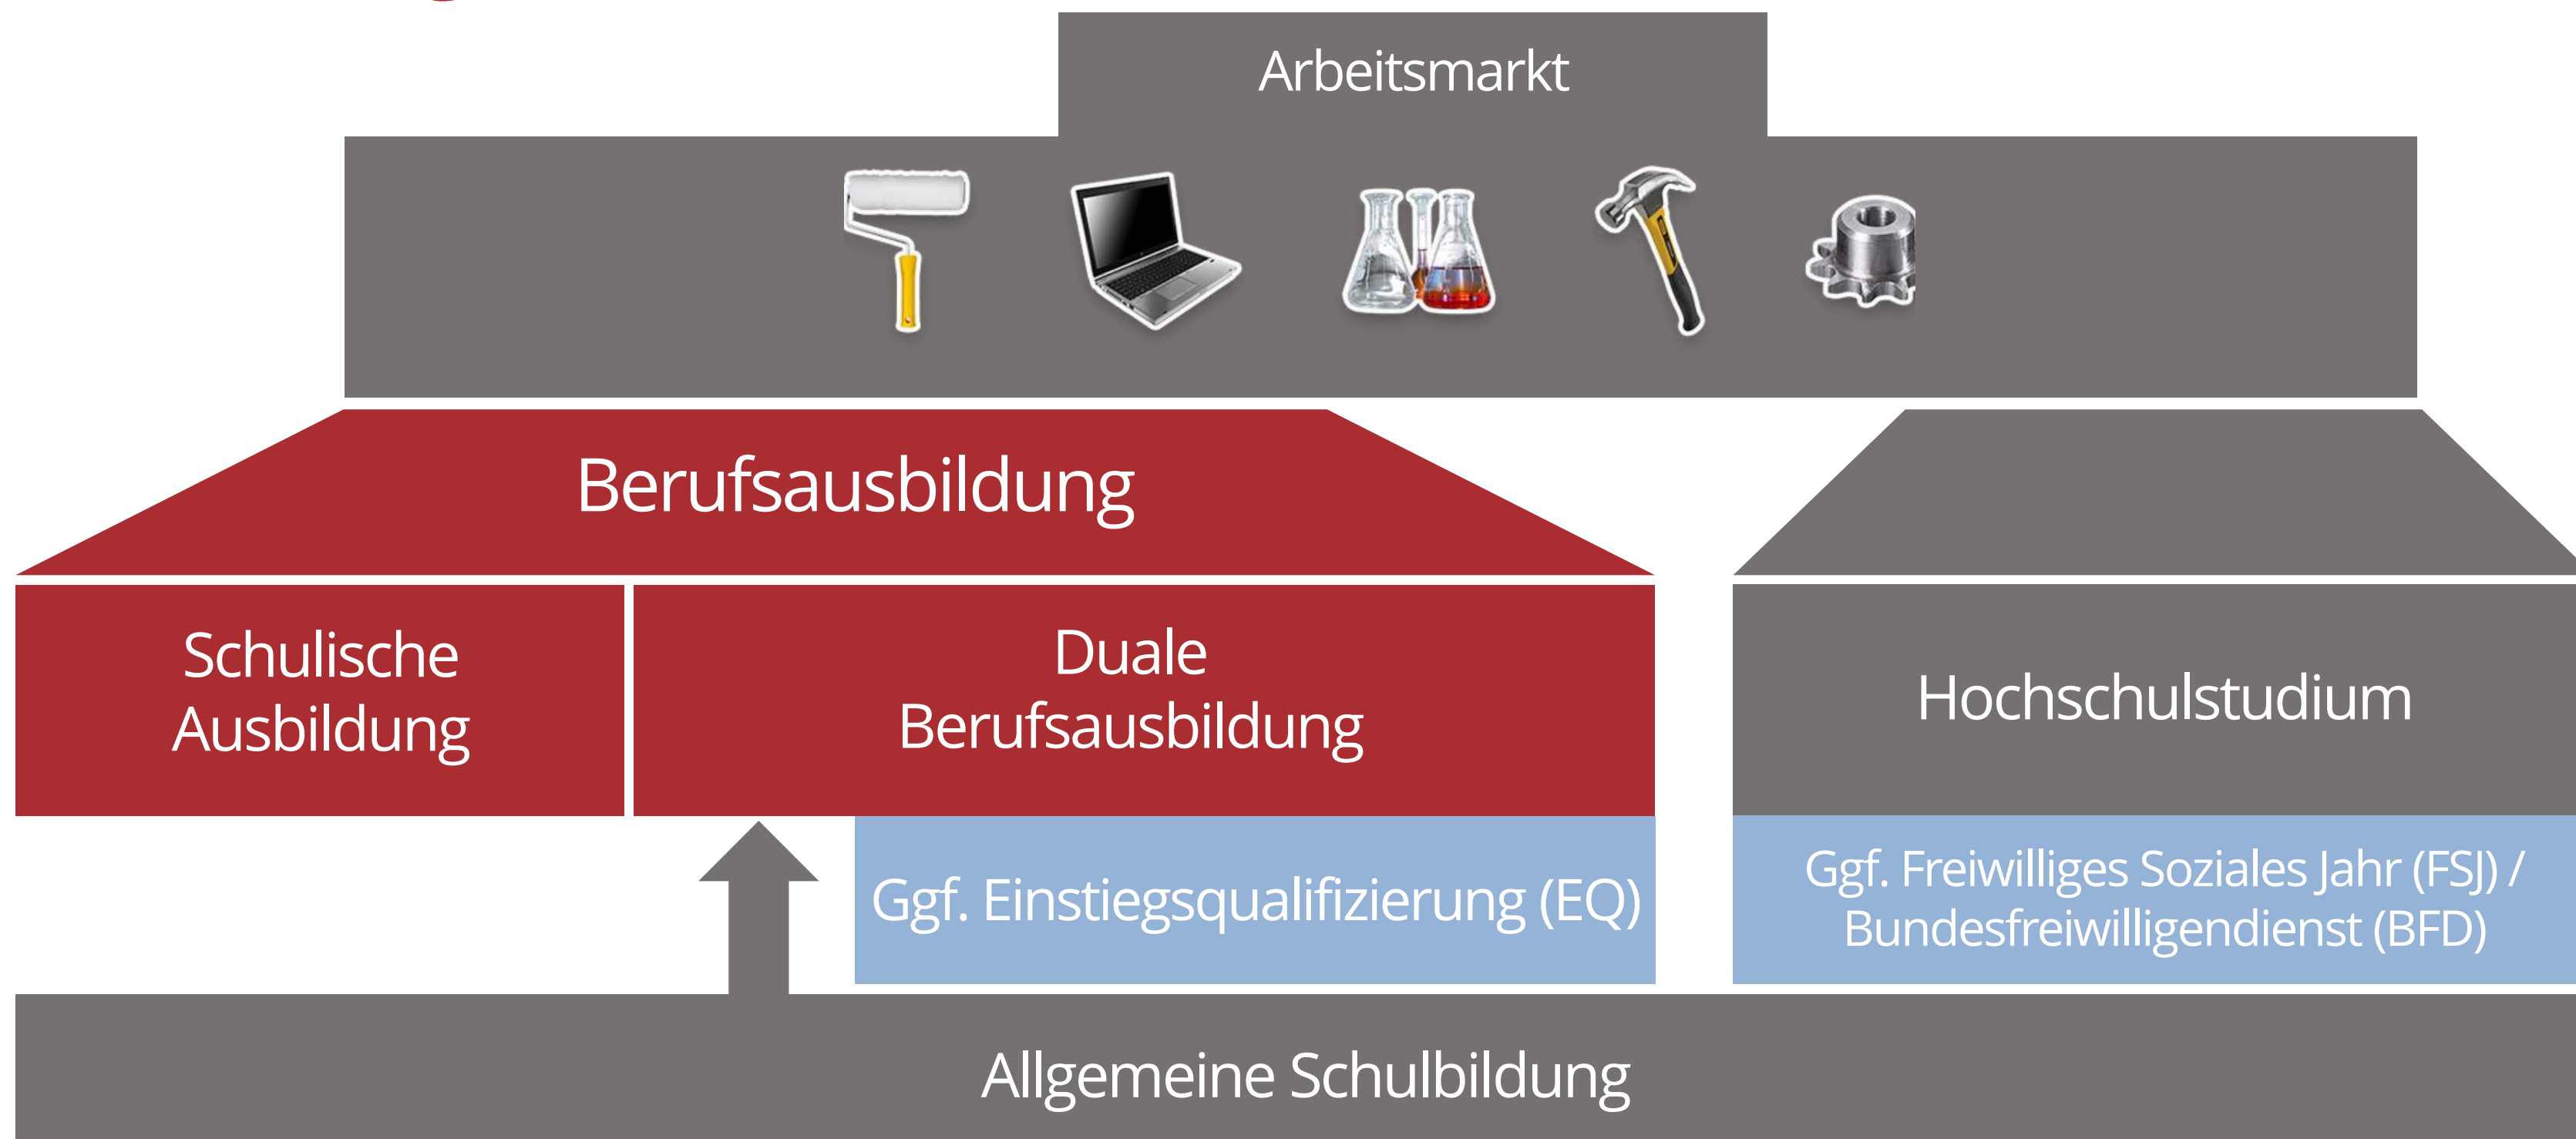 Arbeitsmarkt
Berufsausbildung
Schulische
Ausbildung
Duale
Berufsausbildung
Hochschulstudium
Ggf. Einstiegsqualifizierung (EQ)
Ggf. Freiwilliges Soziales Jahr (FSJ) /
Bundesfreiwilligendienst (BFD)
Allgemeine Schulbildung